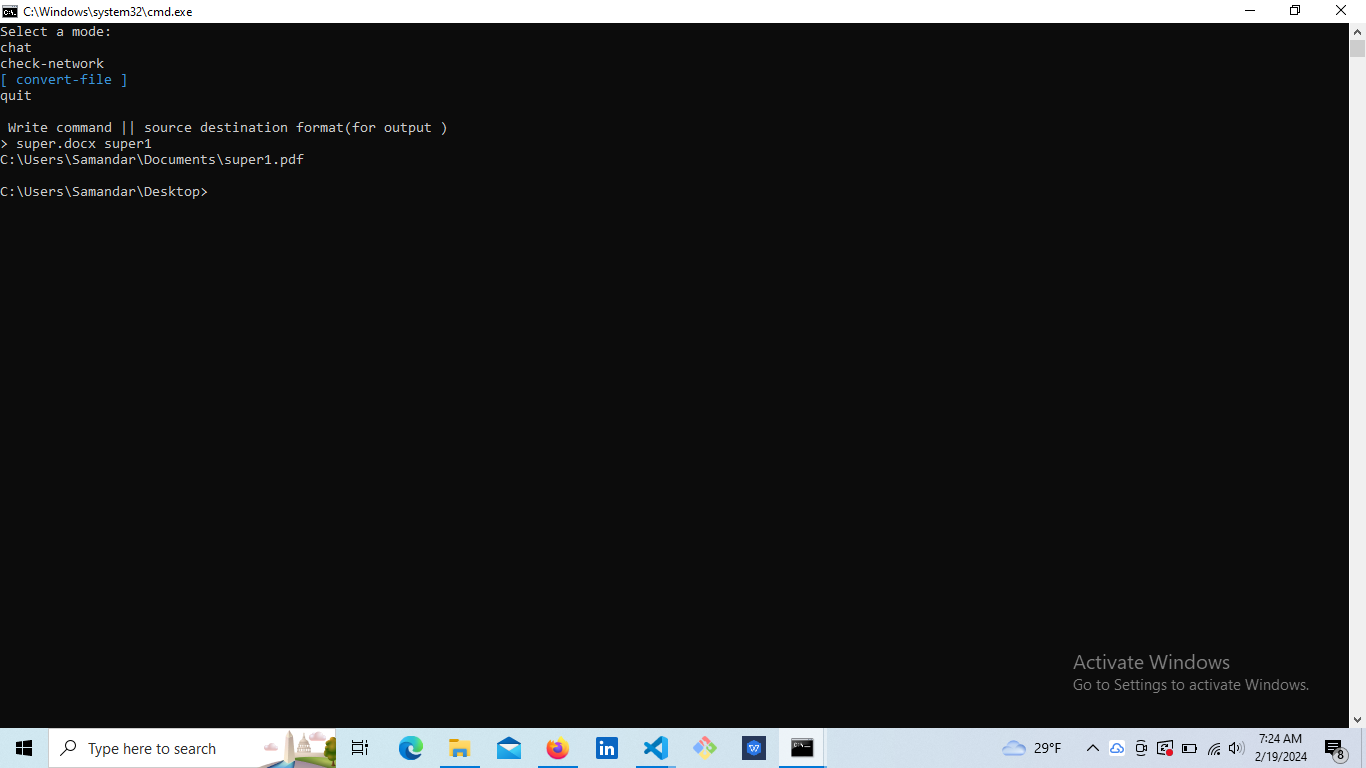 C:\Windows\system32\cmd.exe
Select a mode:
chat
check-network
[ convert-file ]
quit
Write command || source destination format(for output )
> super.docx super1
C:\Users\Samandar\Documents\super1.pdf
C:\Users\Samandar\Desktop>
Activate Windows
Go to Settings to activate Windows.
Type here to search
29°F
7:24 AM
2/19/2024
8